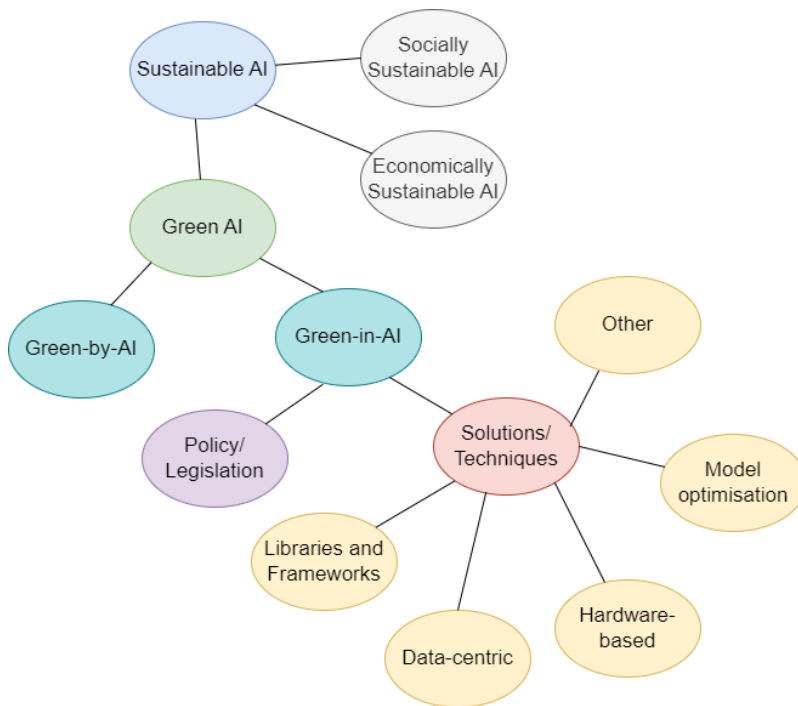 Sustainable AI
Socially
Sustainable AI
Economically
Sustainable AI
Green AI
Green-by-AI
Green-in-AI
Other
Policy/
Legislation
Solutions/
Techniques
Model
optimisation
Libraries and
Frameworks
Data-centric
Hardware-
based